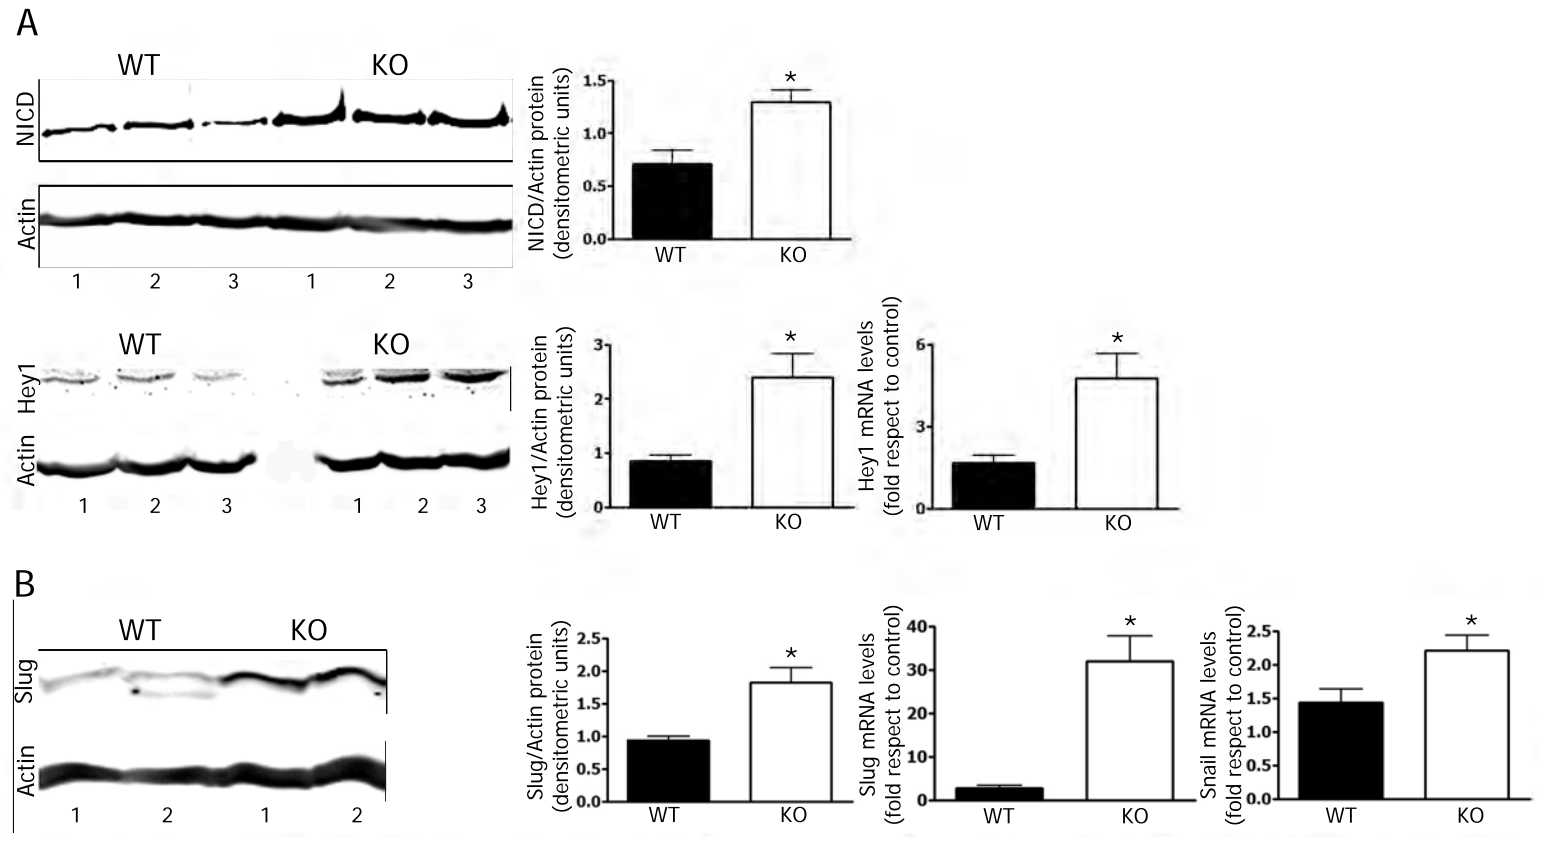 A
WT KO
NICD
Actin
1 2 3 1 2 3
NICD/Actin protein
(densitometric units)
1.5
1.0
0.5
0.0
*
WT KO
WT KO
Hey1
Actin
1 2 3 1 2 3
Hey1/Actin protein
(densitometric units)
3
2
1
0
*
WT KO
Hey1 mRNA levels
(fold respect to control)
6
3
0
*
WT KO
B
WT KO
Slug
Actin
1 2 1 2
Slug/Actin protein
(densitometric units)
2.5
2.0
1.5
1.0
0.5
0.0
*
WT KO
Slug mRNA levels
(fold respect to control)
40
30
20
10
0
*
WT KO
Snail mRNA levels
(fold respect to control)
2.5
2.0
1.5
1.0
0.5
0.0
*
WT KO